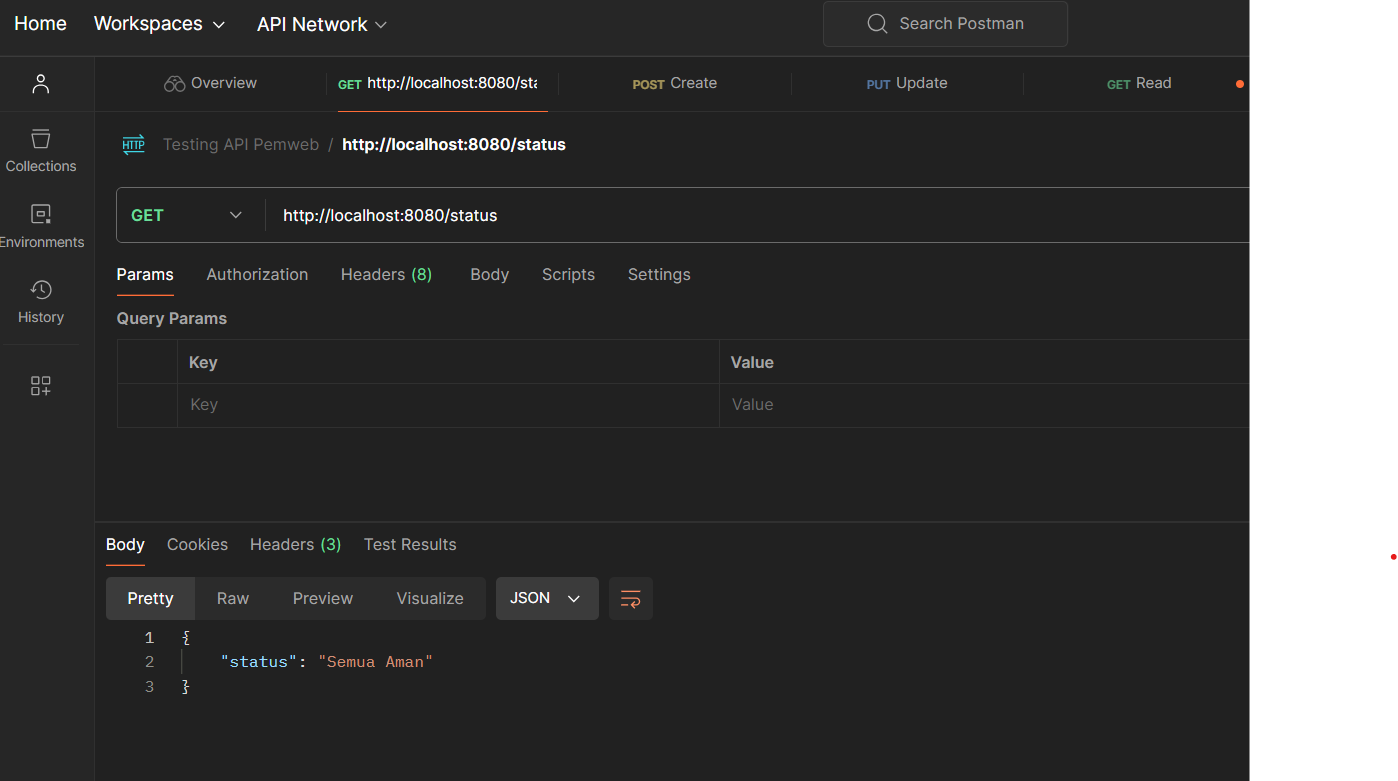 Home Workspaces API Network Search Postman
Overview GET http://localhost:8080/sta POST Create PUT Update GET Read
HTTP Testing API Pemweb / http://localhost:8080/status
Collections
GET http://localhost:8080/status
Environments
Params Authorization Headers (8) Body Scripts Settings
History
Query Params
Key Value
Key Value
Body Cookies Headers (3) Test Results
Pretty Raw Preview Visualize JSON
1 {
2 "status": "Semua Aman"
3 }